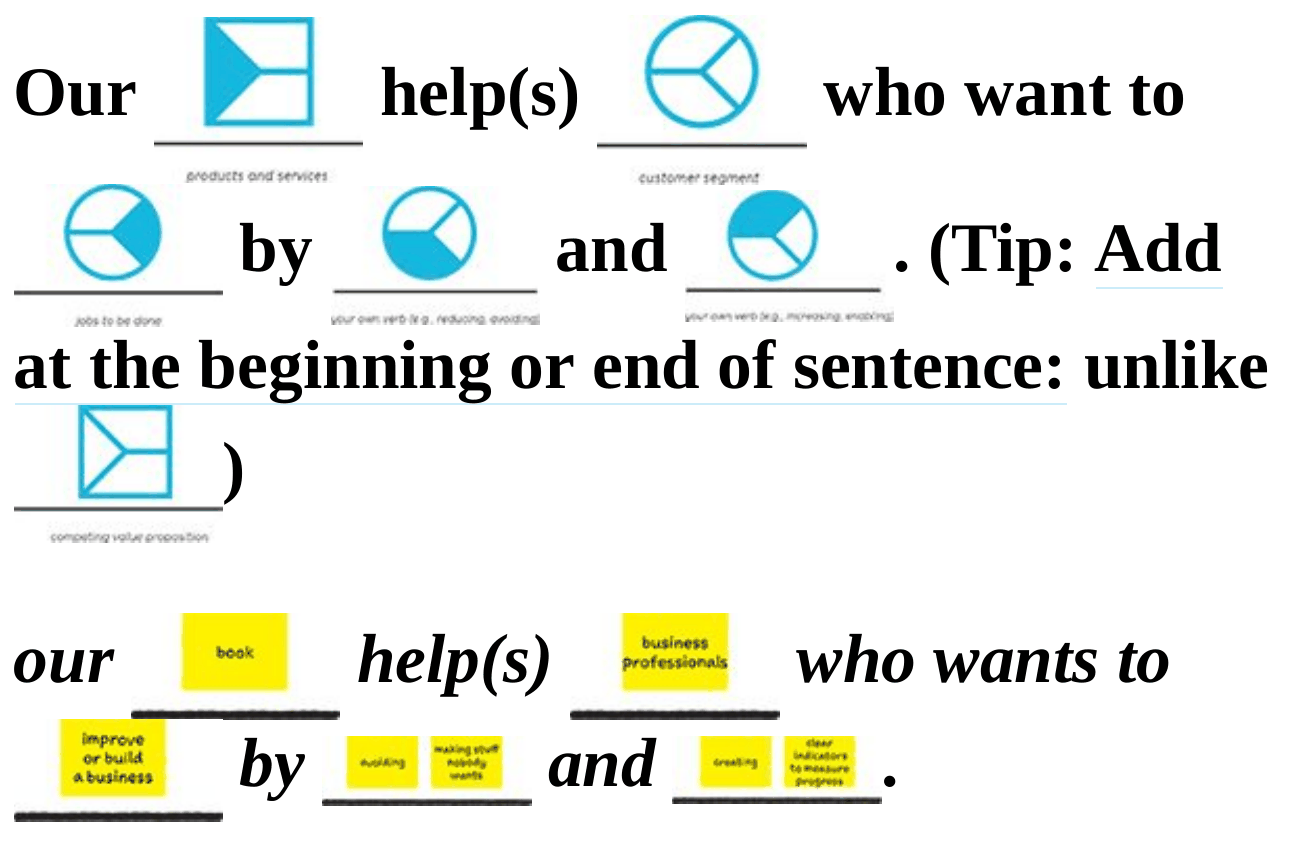 Our help(s) who want to
products and services customer segment
by and . (Tip: Add
jobs to be done your own verb (e.g., reducing, avoiding) your own verb (e.g., increasing, enabling)
at the beginning or end of sentence: unlike
)
competing value proposition
our book help(s) business professionals who wants to
improve or build a business by avoiding making stuff nobody wants and creating clear indicators to measure progress .